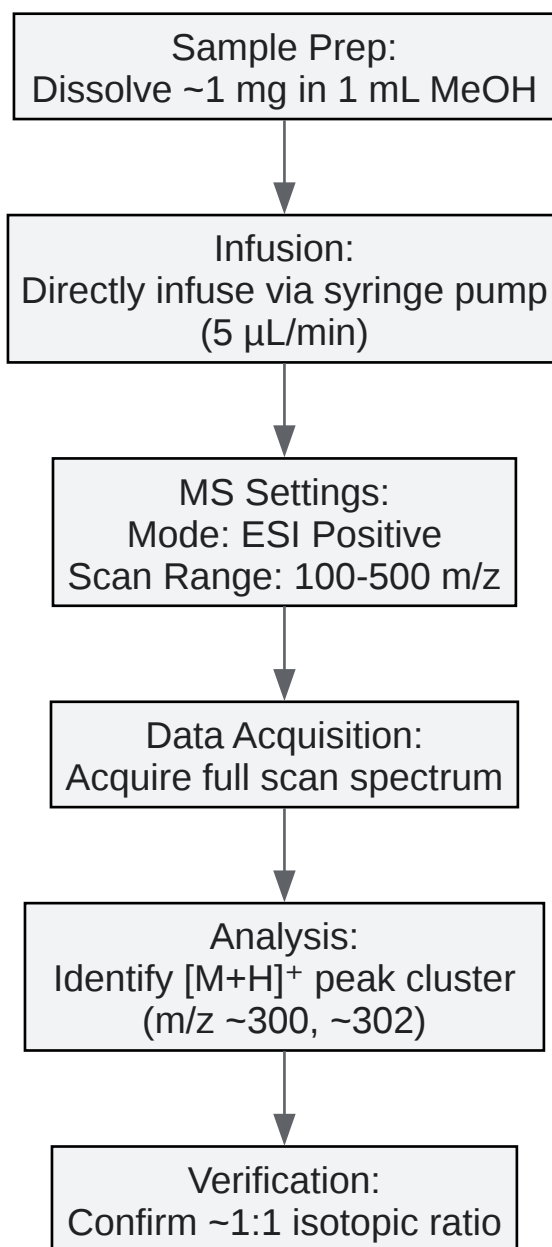 Sample Prep:
Dissolve ~1 mg in 1 mL MeOH
Infusion:
Directly infuse via syringe pump
(5 µL/min)
MS Settings:
Mode: ESI Positive
Scan Range: 100-500 m/z
Data Acquisition:
Acquire full scan spectrum
Analysis:
Identify [M+H]⁺ peak cluster
(m/z ~300, ~302)
Verification:
Confirm ~1:1 isotopic ratio